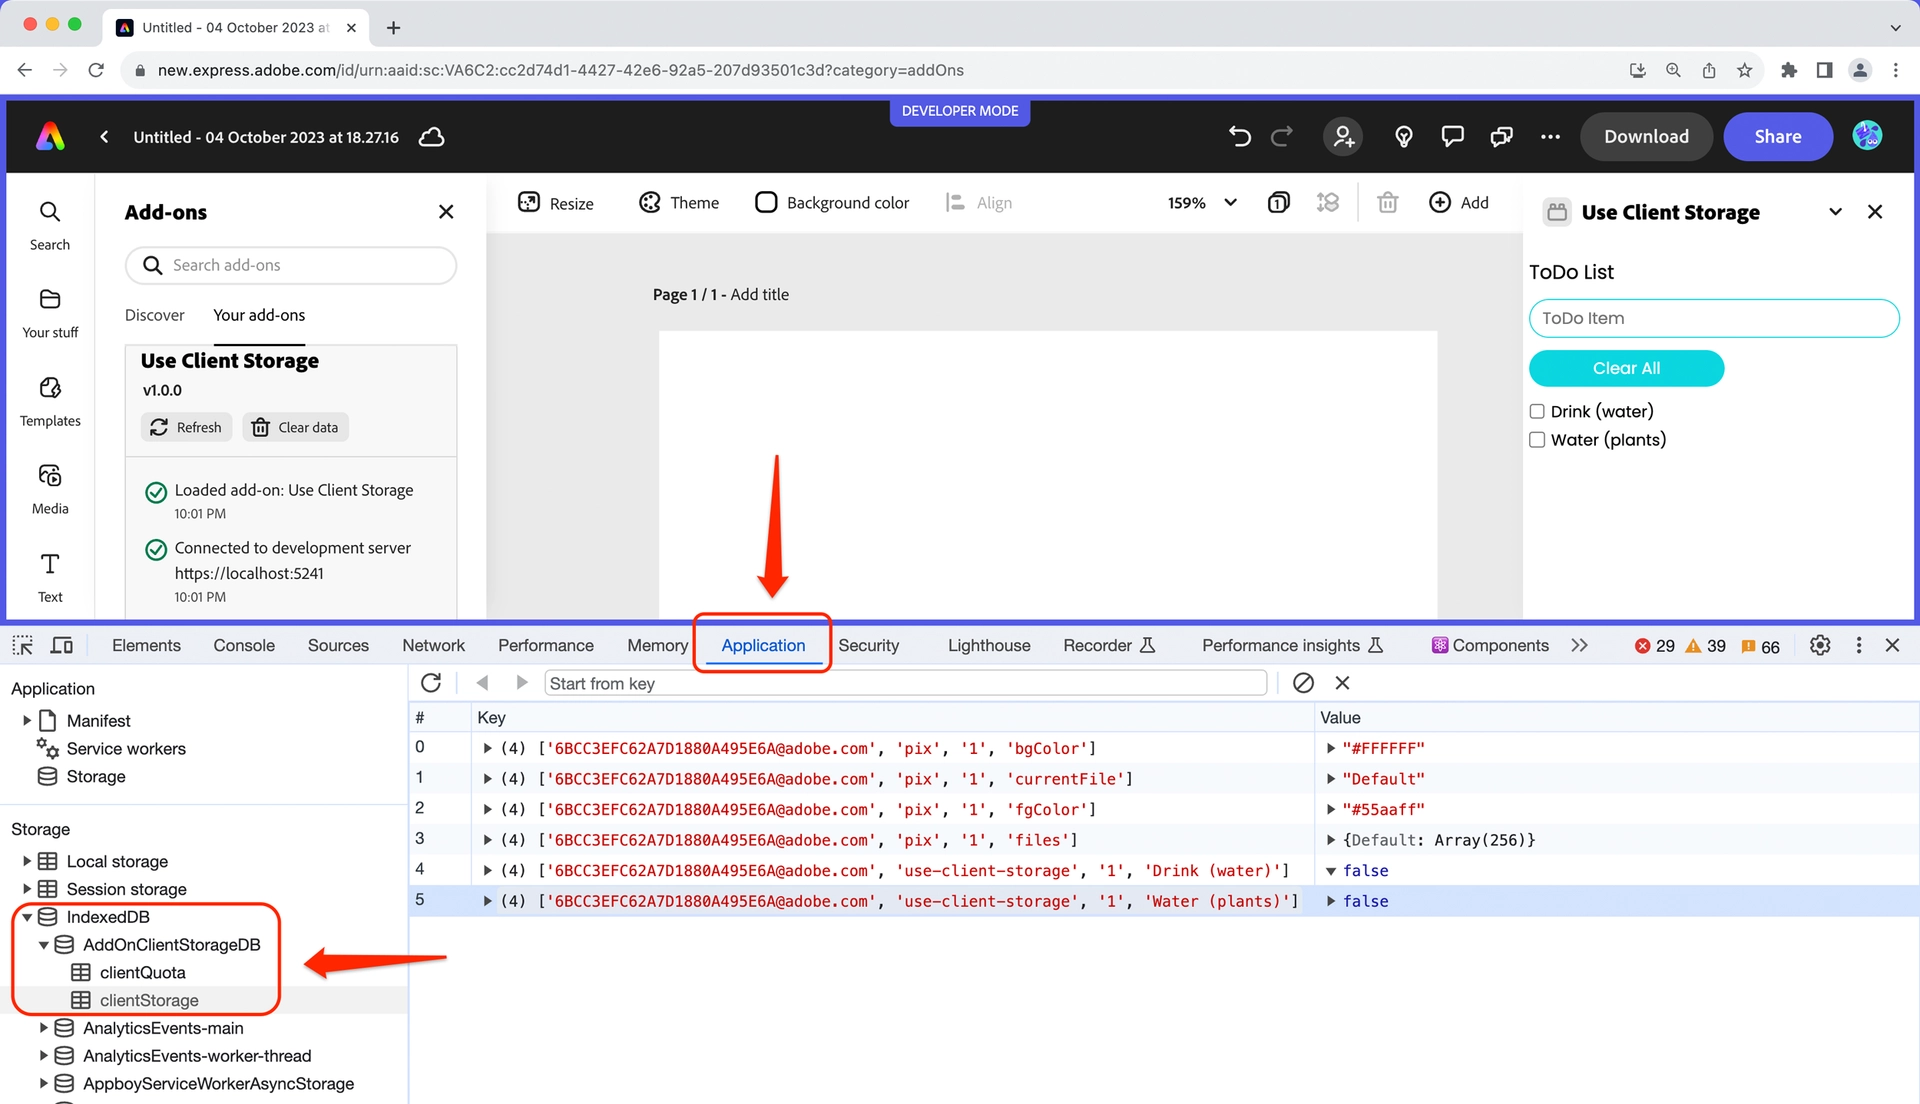 Untitled - 04 October 2023 at
new.express.adobe.com/id/urn:aaid:sc:VA6C2:cc2d74d1-4427-42e6-92a5-207d93501c3d?category=addOns
DEVELOPER MODE
Untitled - 04 October 2023 at 18.27.16
Download
Share
Search
Your stuff
Templates
Media
Text
Add-ons
Search add-ons
Discover
Your add-ons
Use Client Storage
v1.0.0
Refresh
Clear data
Loaded add-on: Use Client Storage
10:01 PM
Connected to development server
https://localhost:5241
10:01 PM
Resize
Theme
Background color
Align
159%
1
Add
Page 1 / 1 - Add title
Use Client Storage
ToDo List
ToDo Item
Clear All
Drink (water)
Water (plants)
Elements
Console
Sources
Network
Performance
Memory
Application
Security
Lighthouse
Recorder
Performance insights
Components
29
39
66
Application
Manifest
Service workers
Storage
Storage
Local storage
Session storage
IndexedDB
AddOnClientStorageDB
clientQuota
clientStorage
AnalyticsEvents-main
AnalyticsEvents-worker-thread
AppboyServiceWorkerAsyncStorage
Start from key
# Key Value
0 (4) ['6BCC3EFC62A7D1880A495E6A@adobe.com', 'pix', '1', 'bgColor'] "#FFFFFF"
1 (4) ['6BCC3EFC62A7D1880A495E6A@adobe.com', 'pix', '1', 'currentFile'] "Default"
2 (4) ['6BCC3EFC62A7D1880A495E6A@adobe.com', 'pix', '1', 'fgColor'] "#55aaff"
3 (4) ['6BCC3EFC62A7D1880A495E6A@adobe.com', 'pix', '1', 'files'] {Default: Array(256)}
4 (4) ['6BCC3EFC62A7D1880A495E6A@adobe.com', 'use-client-storage', '1', 'Drink (water)'] false
5 (4) ['6BCC3EFC62A7D1880A495E6A@adobe.com', 'use-client-storage', '1', 'Water (plants)'] false